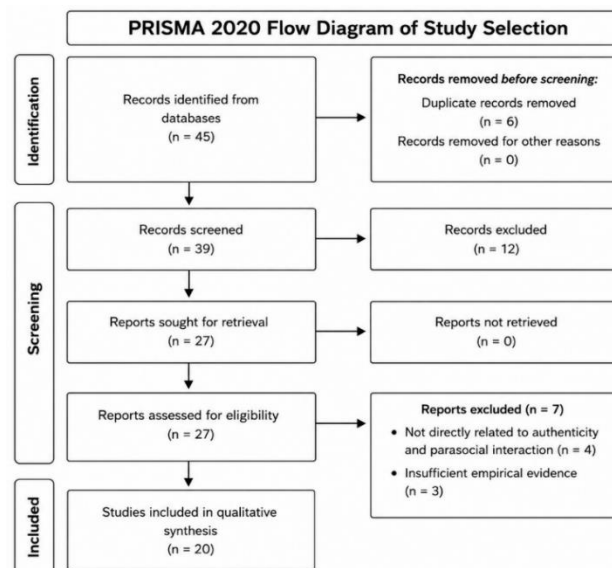 PRISMA 2020 Flow Diagram of Study Selection
Identification
Records identified from
databases
(n = 45)
Records removed before screening:
Duplicate records removed
(n = 6)
Records removed for other reasons
(n = 0)
Screening
Records screened
(n = 39)
Records excluded
(n = 12)
Reports sought for retrieval
(n = 27)
Reports not retrieved
(n = 0)
Reports assessed for eligibility
(n = 27)
Reports excluded (n = 7)
• Not directly related to authenticity
and parasocial interaction (n = 4)
• Insufficient empirical evidence
(n = 3)
Included
Studies included in qualitative
synthesis
(n = 20)